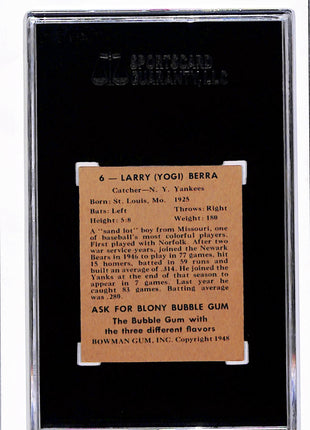 SPORTSCARD
GUARANTY, LLC
6 — LARRY (YOGI) BERRA
Catcher—N. Y. Yankees
Born: St. Louis, Mo. 1925
Bats: Left Throws: Right
Height: 5:8 Weight: 180
A "sand lot" boy from Missouri, one
of baseball's most colorful players.
First played with Norfolk. After two
war service-years, joined the Newark
Bears in 1946 to play in 77 games, hit
15 homers, batted in 59 runs and
built an average of .314. He joined the
Yanks at the end of that season to
appear in 7 games. Last year he
caught 83 games. Batting average
was .280.
ASK FOR BLONY BUBBLE GUM
The Bubble Gum with
the three different flavors
BOWMAN GUM, INC. Copyright 1948